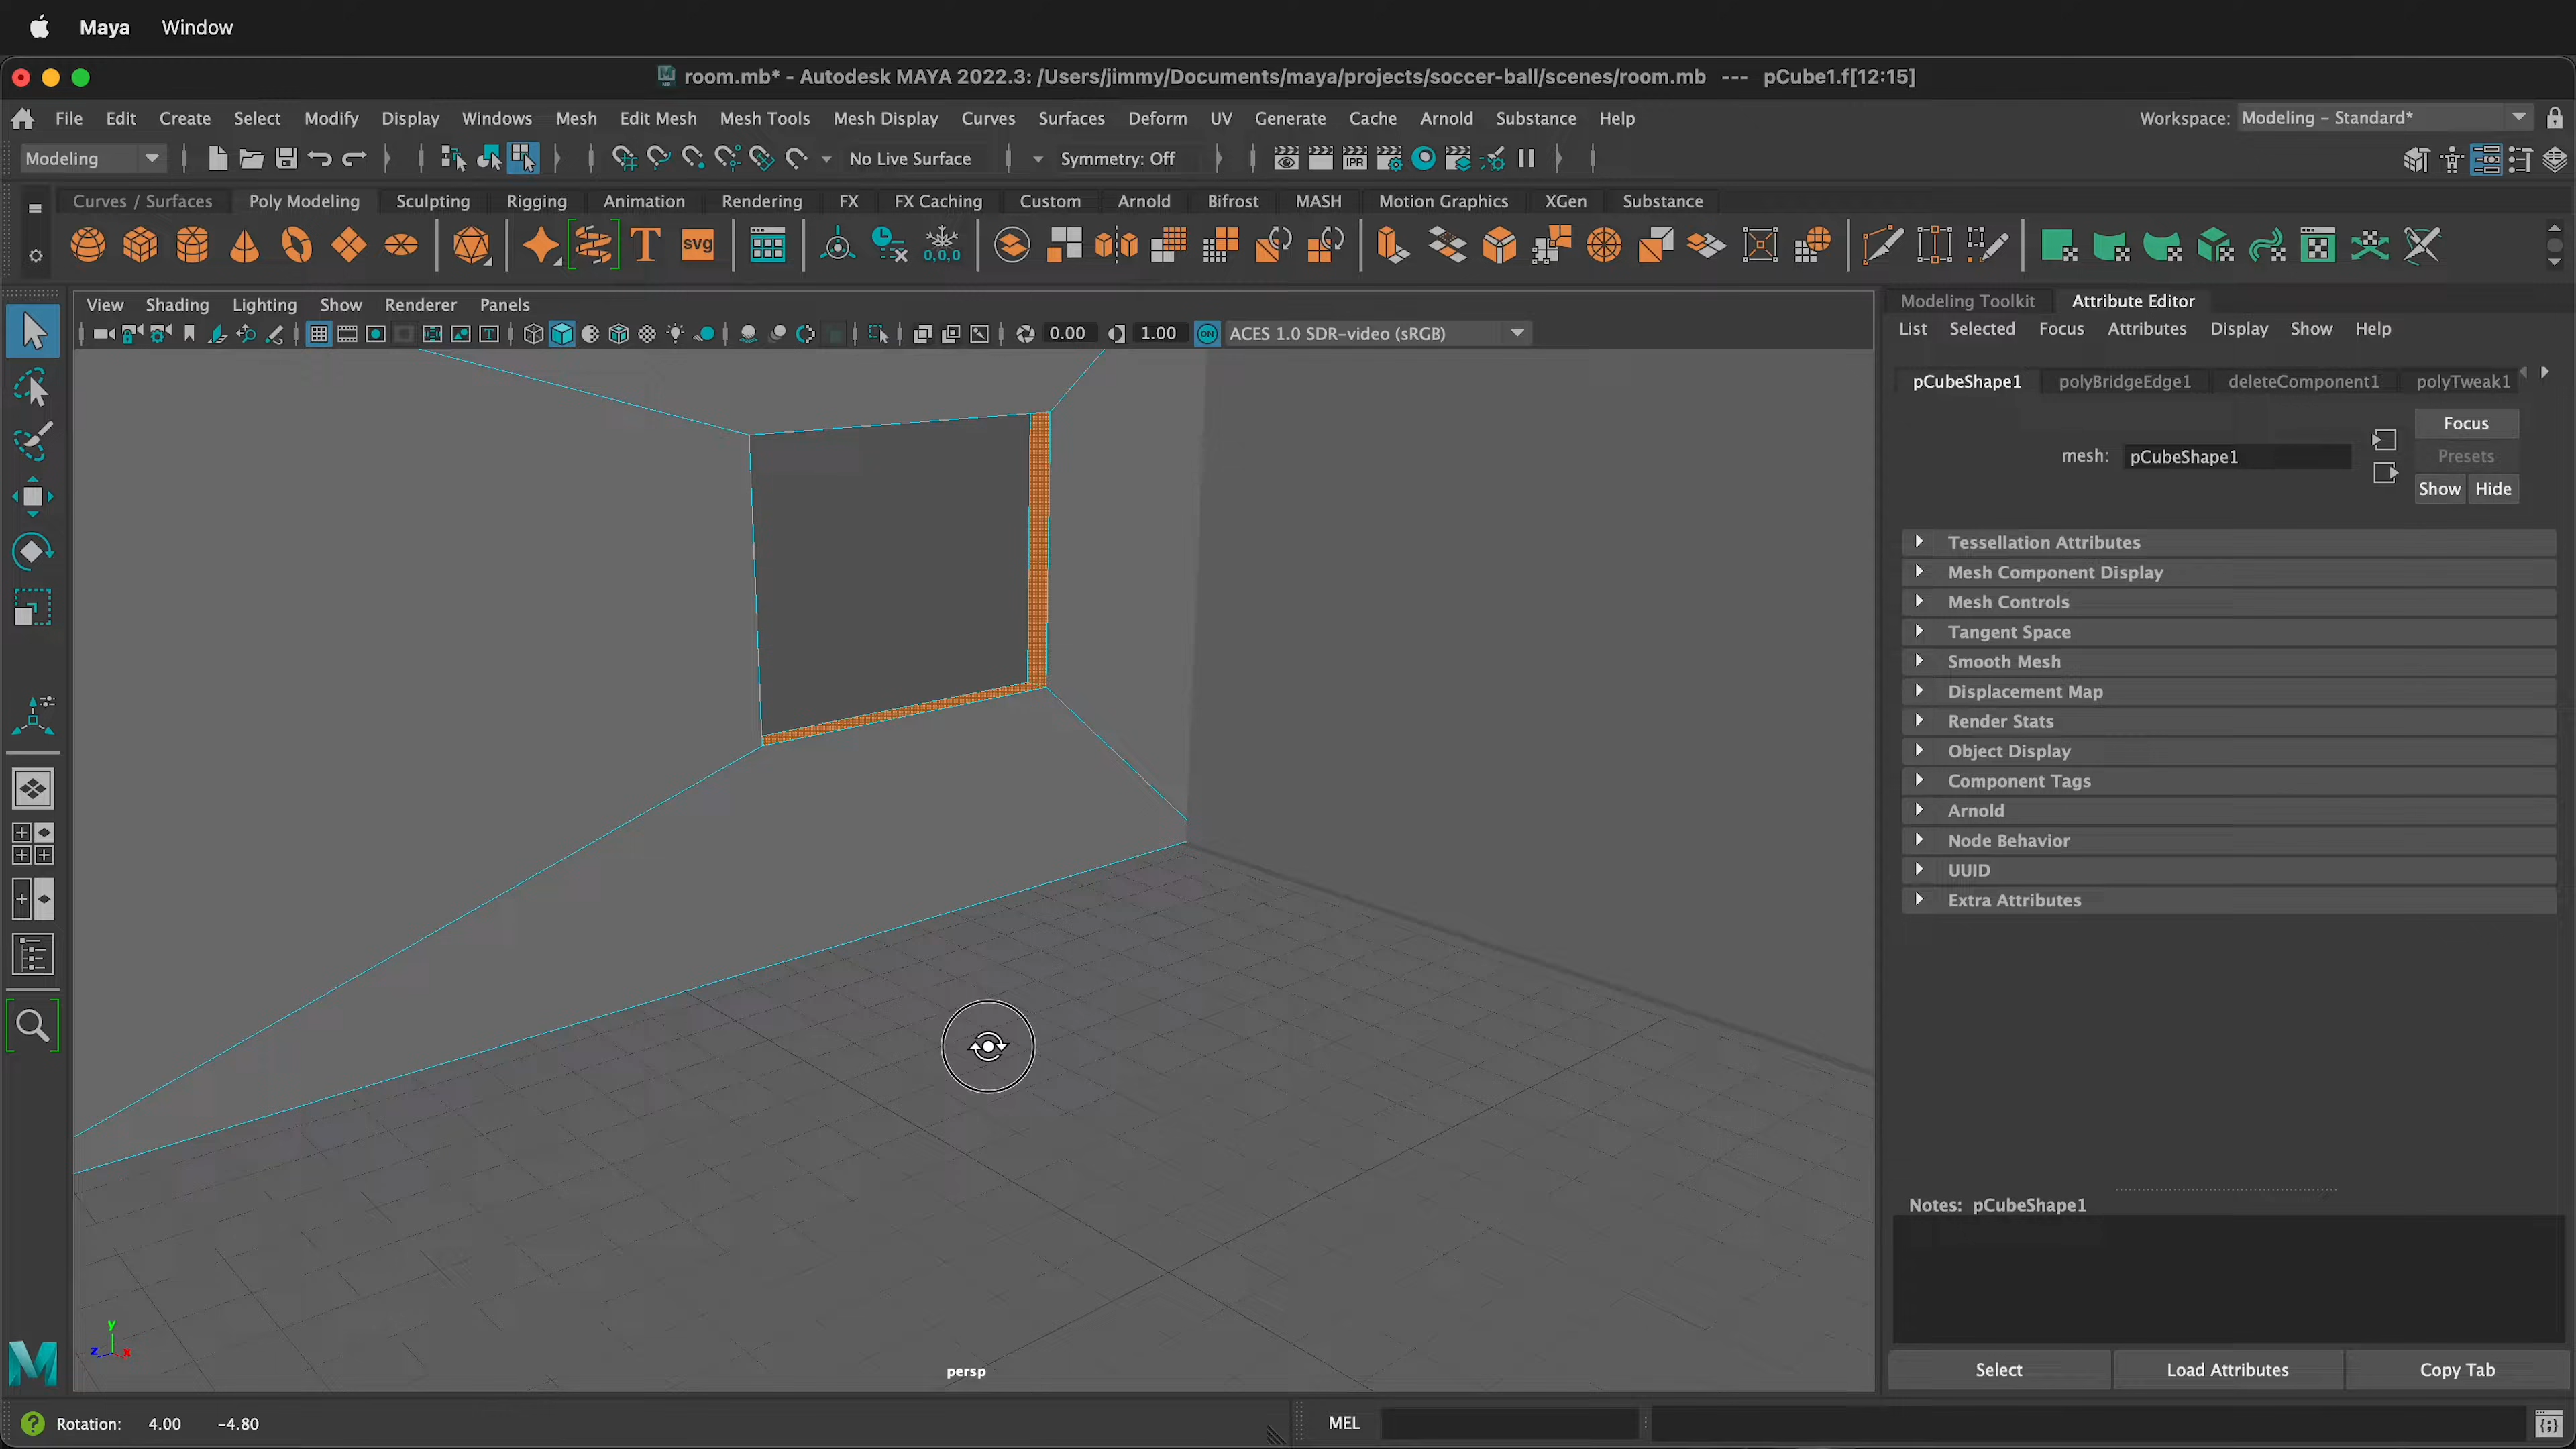 Maya Window
room.mb* - Autodesk MAYA 2022.3: /Users/jimmy/Documents/maya/projects/soccer-ball/scenes/room.mb --- pCube1.f[12:15]
File Edit Create Select Modify Display Windows Mesh Edit Mesh Mesh Tools Mesh Display Curves Surfaces Deform UV Generate Cache Arnold Substance Help Workspace: Modeling - Standard*
Modeling No Live Surface Symmetry: Off IPR
Curves / Surfaces Poly Modeling Sculpting Rigging Animation Rendering FX FX Caching Custom Arnold Bifrost MASH Motion Graphics XGen Substance
T svg 0,0,0
View Shading Lighting Show Renderer Panels
0.00 1.00 ON ACES 1.0 SDR-video (sRGB)
Modeling Toolkit Attribute Editor
List Selected Focus Attributes Display Show Help
pCubeShape1 polyBridgeEdge1 deleteComponent1 polyTweak1
Focus
mesh: pCubeShape1
Presets
Show Hide
Tessellation Attributes
Mesh Component Display
Mesh Controls
Tangent Space
Smooth Mesh
Displacement Map
Render Stats
Object Display
Component Tags
Arnold
Node Behavior
UUID
Extra Attributes
Notes: pCubeShape1
Select Load Attributes Copy Tab
y
z x
persp
M
Rotation: 4.00 -4.80
MEL